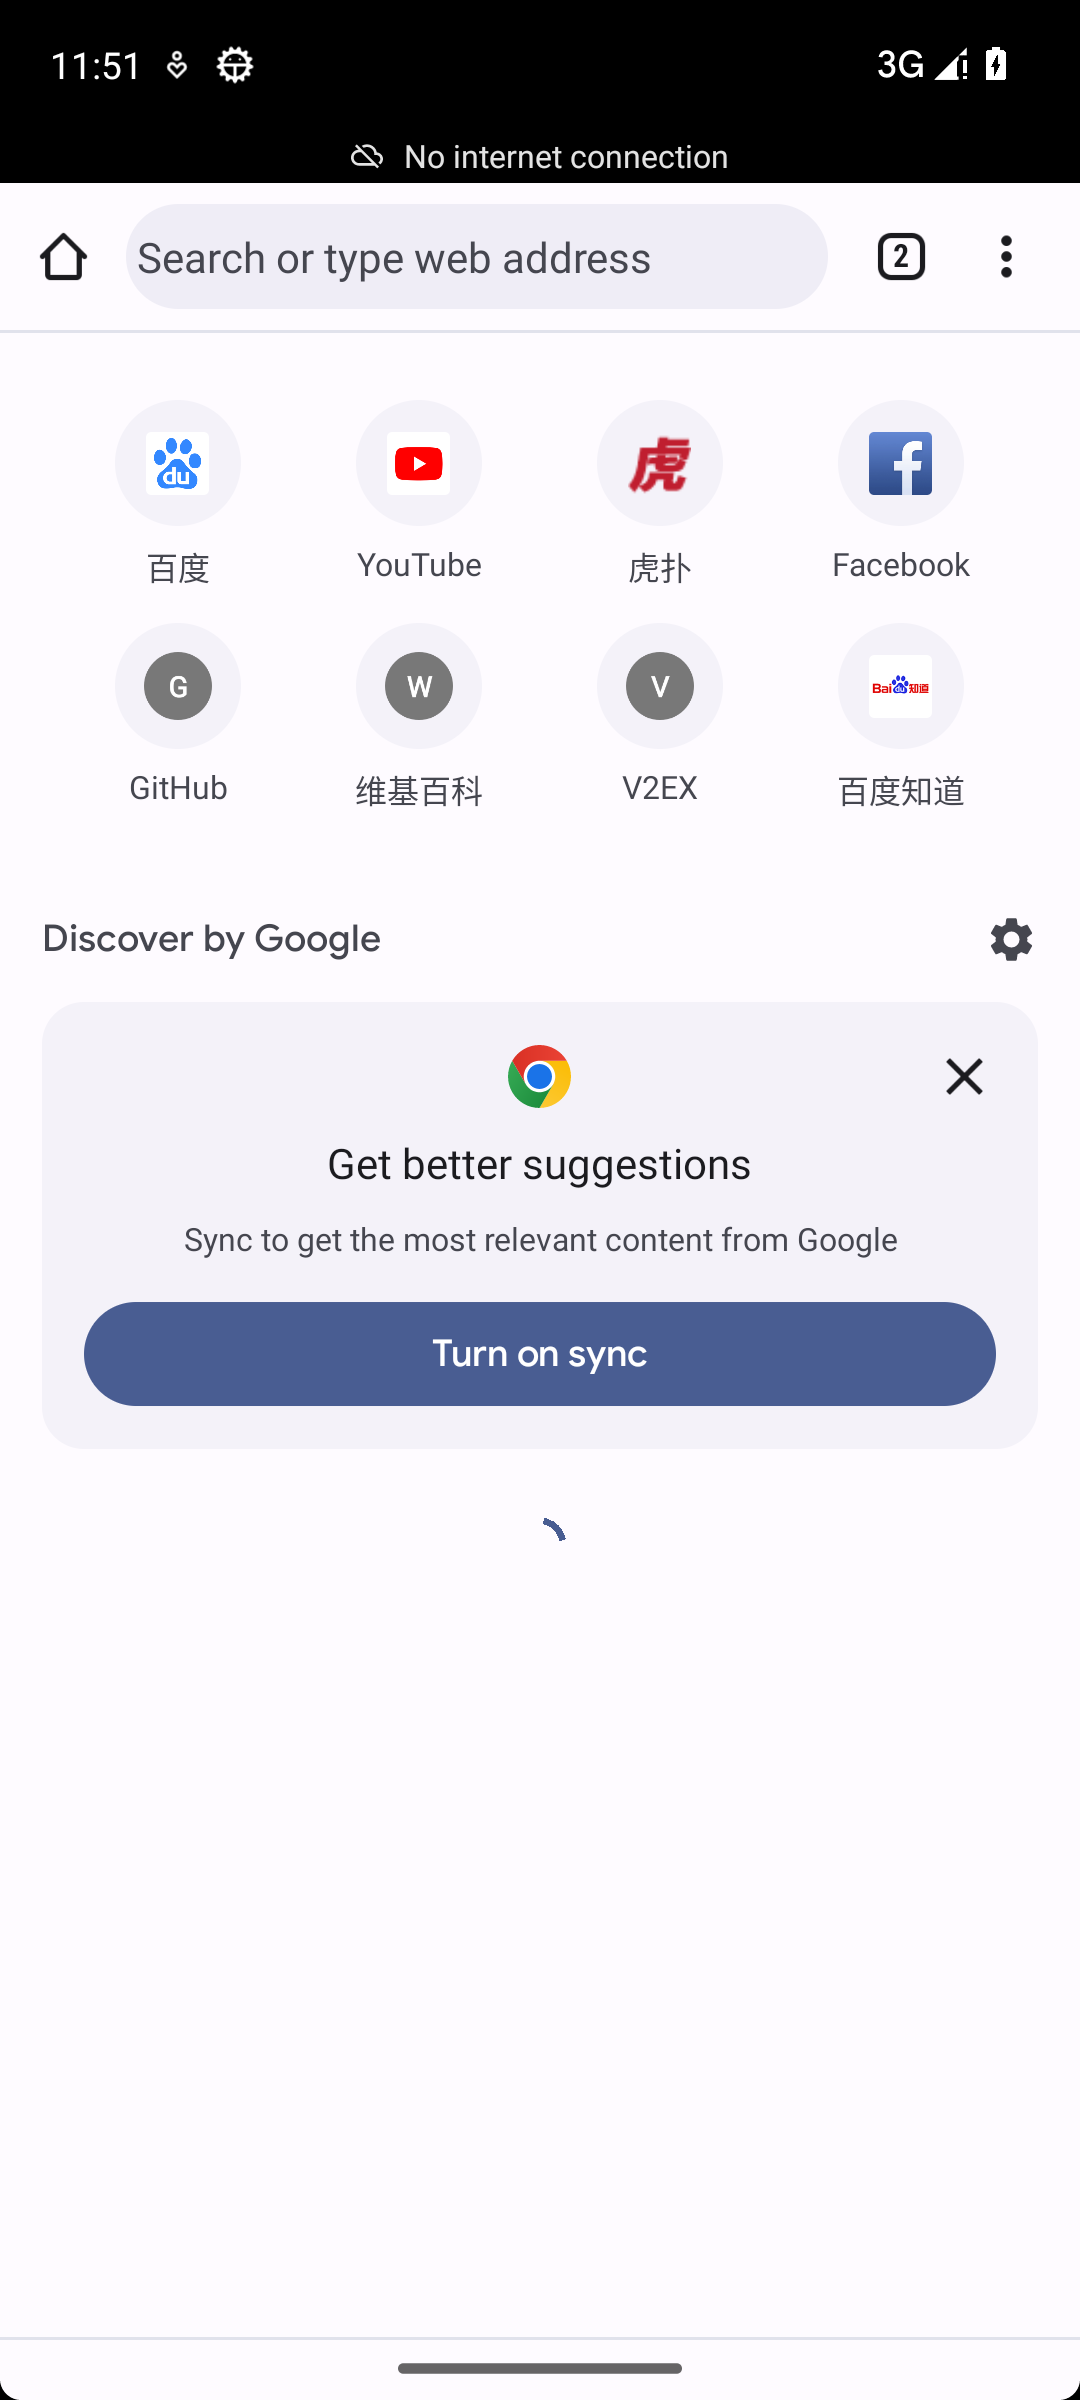 11:51
3G
No internet connection
Search or type web address
2
du
虎
百度
YouTube
虎扑
Facebook
G
W
V
Bai du 知道
GitHub
维基百科
V2EX
百度知道
Discover by Google
Get better suggestions
Sync to get the most relevant content from Google
Turn on sync